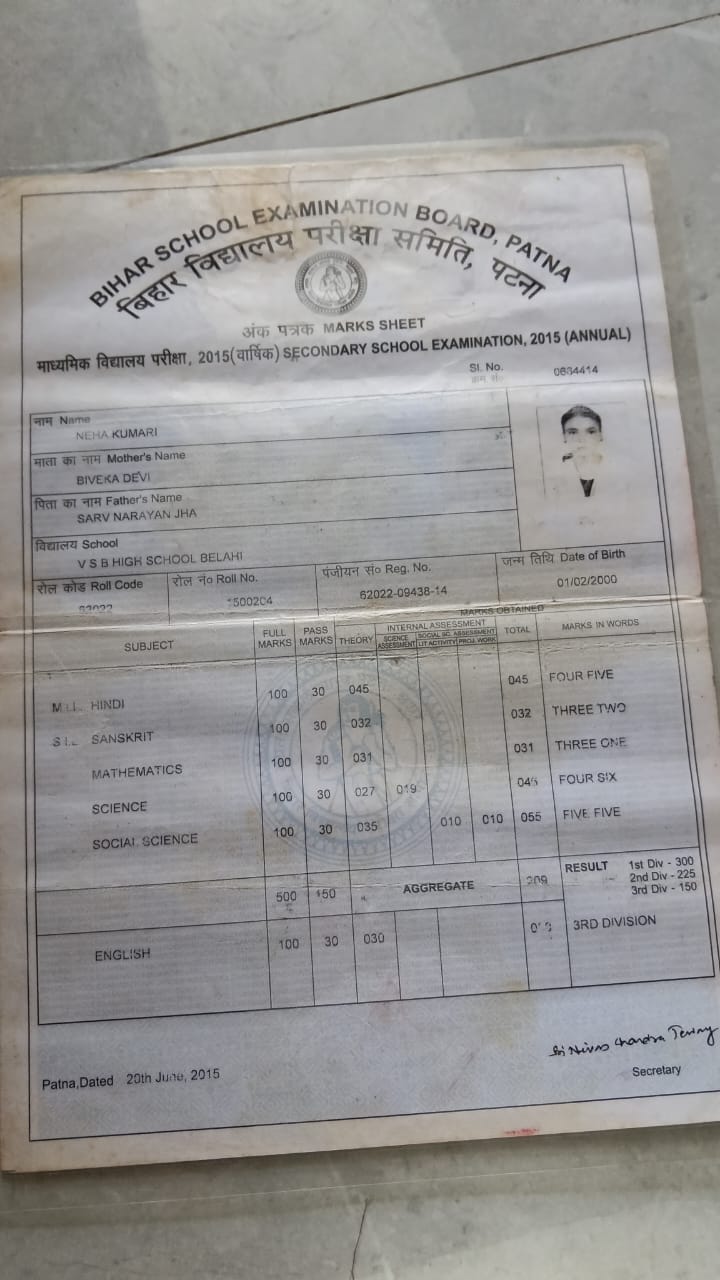 BIHAR SCHOOL EXAMINATION BOARD, PATNA
बिहार विद्यालय परीक्षा समिति, पटना
अंक पत्रक MARKS SHEET
माध्यमिक विद्यालय परीक्षा, 2015(वार्षिक) SECONDARY SCHOOL EXAMINATION, 2015 (ANNUAL)
Sl. No. 0634414
क्रम सं०
नाम Name
NEHA KUMARI
माता का नाम Mother's Name
BIVEKA DEVI
पिता का नाम Father's Name
SARV NARAYAN JHA
विद्यालय School
V S B HIGH SCHOOL BELAHI
रोल कोड Roll Code रोल नं० Roll No. पंजीयन सं० Reg. No. जन्म तिथि Date of Birth
1500204 62022-09438-14 01/02/2000
MARKS OBTAINED
SUBJECT FULL MARKS PASS MARKS THEORY INTERNAL ASSESSMENT TOTAL MARKS IN WORDS
SCIENCE ASSESSMENT SOCIAL SC. ASSESSMENT LIT ACTIVITY PROJ. WORK
HINDI 100 30 045 045 FOUR FIVE
SANSKRIT 100 30 032 032 THREE TWO
MATHEMATICS 100 30 031 031 THREE ONE
SCIENCE 100 30 027 019 046 FOUR SIX
SOCIAL SCIENCE 100 30 035 010 010 055 FIVE FIVE
500 150 AGGREGATE 209 RESULT 1st Div - 300
2nd Div - 225
3rd Div - 150
ENGLISH 100 30 030 3RD DIVISION
Patna,Dated 20th June, 2015
Secretary